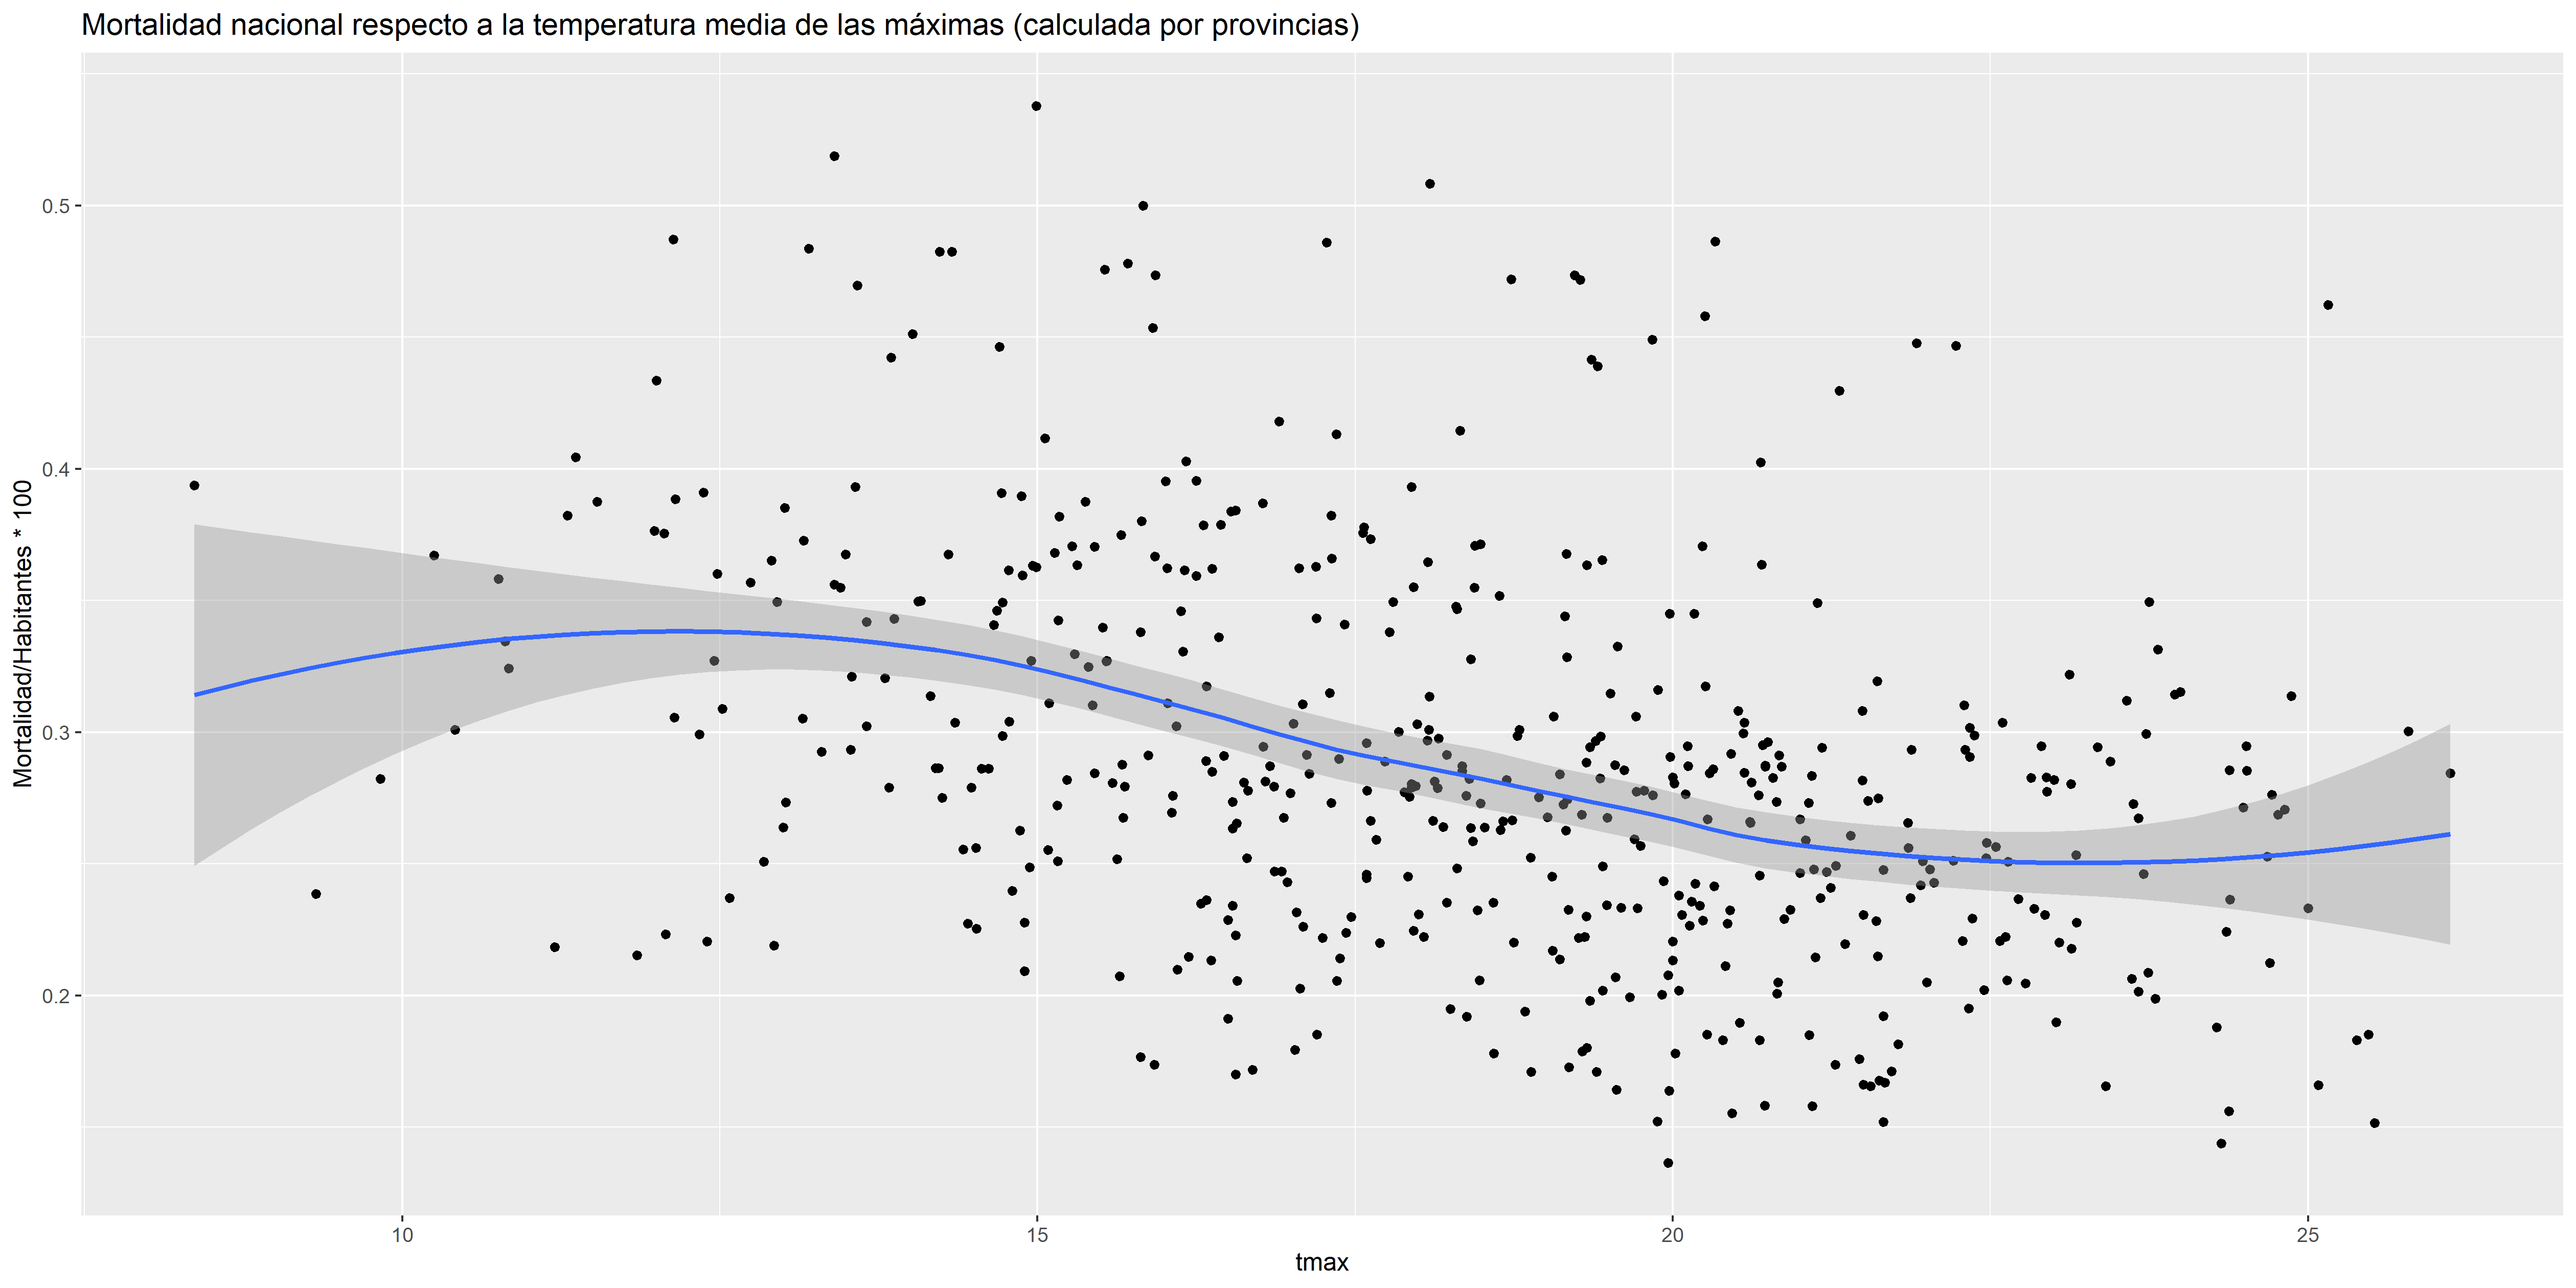 Mortalidad nacional respecto a la temperatura media de las máximas (calculada por provincias)
Mortalidad/Habitantes * 100
0.5
0.4
0.3
0.2
10
15
20
25
tmax